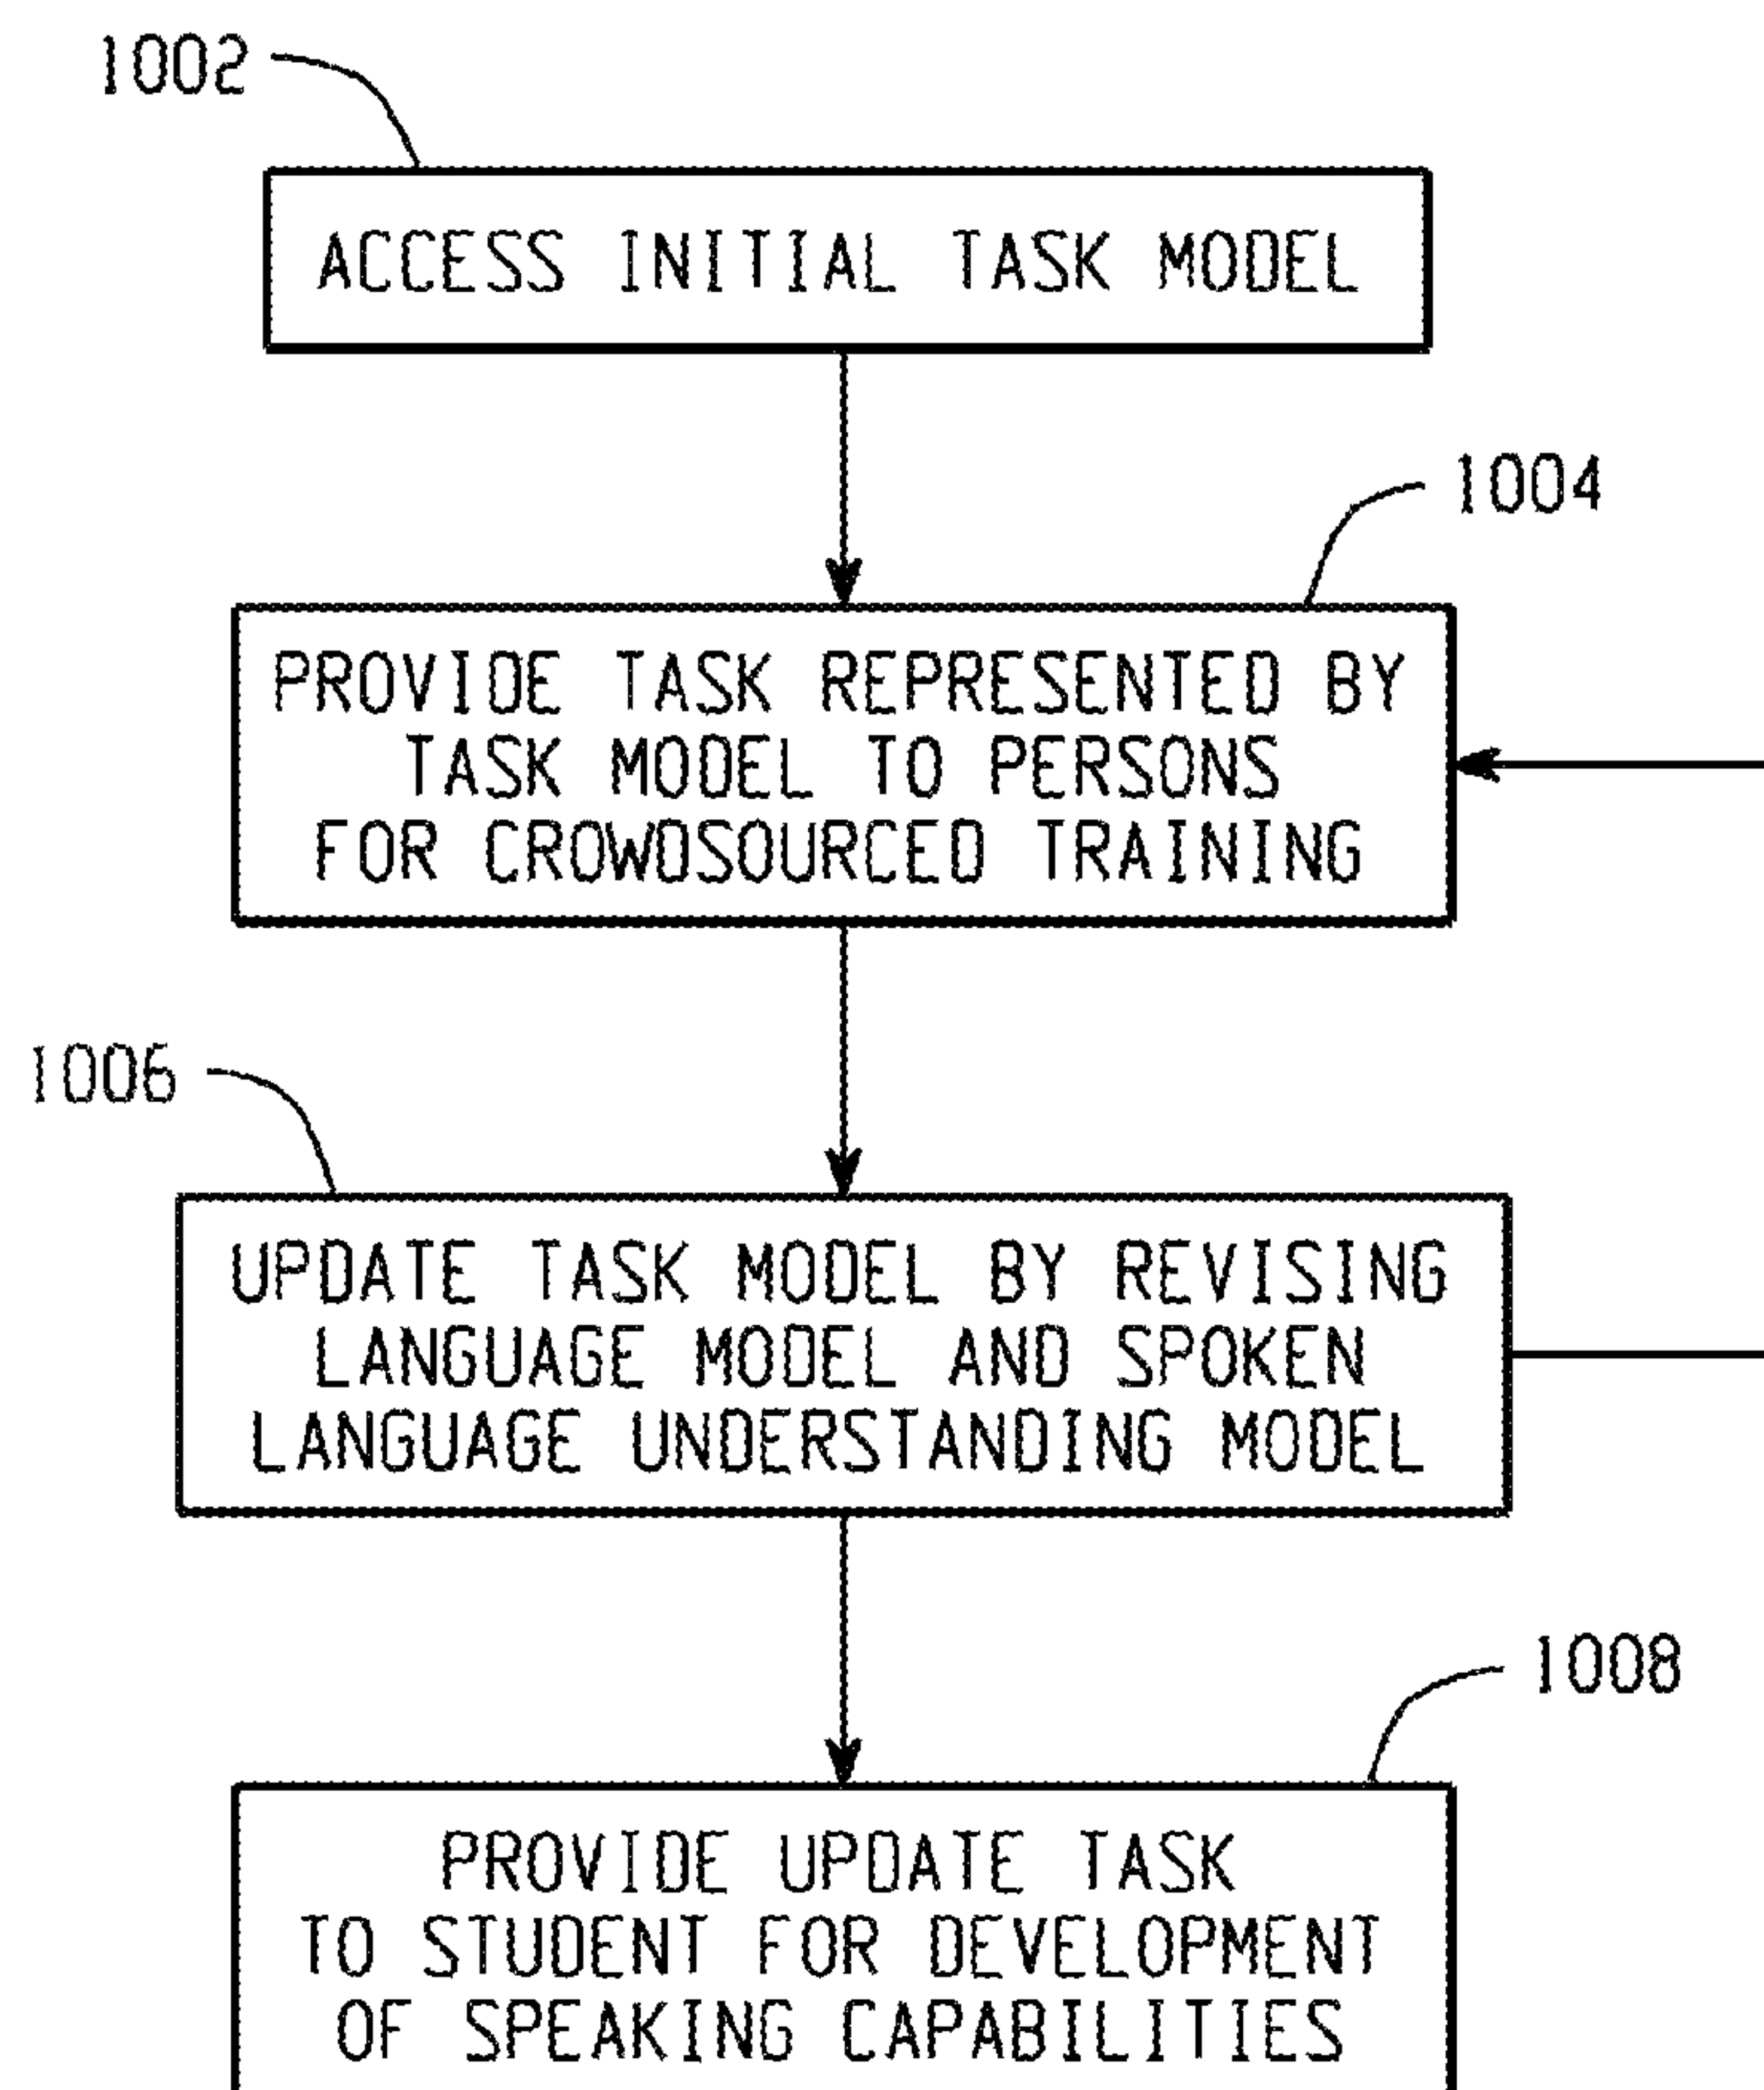 1002
ACCESS INITIAL TASK MODEL
1004
PROVIDE TASK REPRESENTED BY
TASK MODEL TO PERSONS
FOR CROWDSOURCED TRAINING
1006
UPDATE TASK MODEL BY REVISING
LANGUAGE MODEL AND SPOKEN
LANGUAGE UNDERSTANDING MODEL
1008
PROVIDE UPDATE TASK
TO STUDENT FOR DEVELOPMENT
OF SPEAKING CAPABILITIES